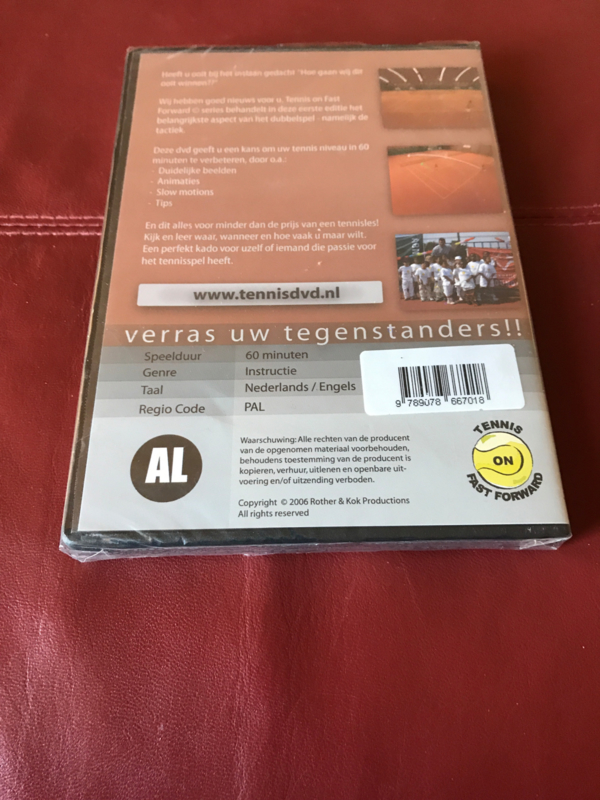 Heeft u ooit bij het inslaan gedacht "Hoe gaan wij dit
ooit winnen!?"
Wij hebben goed nieuws voor u. Tennis on Fast
Forward © series behandelt in deze eerste editie het
belangrijkste aspect van het dubbelspel - namelijk de
tactiek.
Deze dvd geeft u een kans om uw tennis niveau in 60
minuten te verbeteren, door o.a.:
- Duidelijke beelden
- Animaties
- Slow motions
- Tips
En dit alles voor minder dan de prijs van een tennisles!
Kijk en leer waar, wanneer en hoe vaak u maar wilt.
Een perfekt kado voor uzelf of iemand die passie voor
het tennisspel heeft.
www.tennisdvd.nl
verras uw tegenstanders!!
Speelduur 60 minuten
Genre Instructie
Taal Nederlands / Engels
Regio Code PAL
9 789078 667018
AL
Waarschuwing: Alle rechten van de producent
van de opgenomen materiaal voorbehouden,
behoudens toestemming van de producent is
kopieren, verhuur, uitlenen en openbare uit-
voering en/of uitzending verboden.
Copyright © 2006 Rother & Kok Productions
All rights reserved
TENNIS
ON
FAST FORWARD